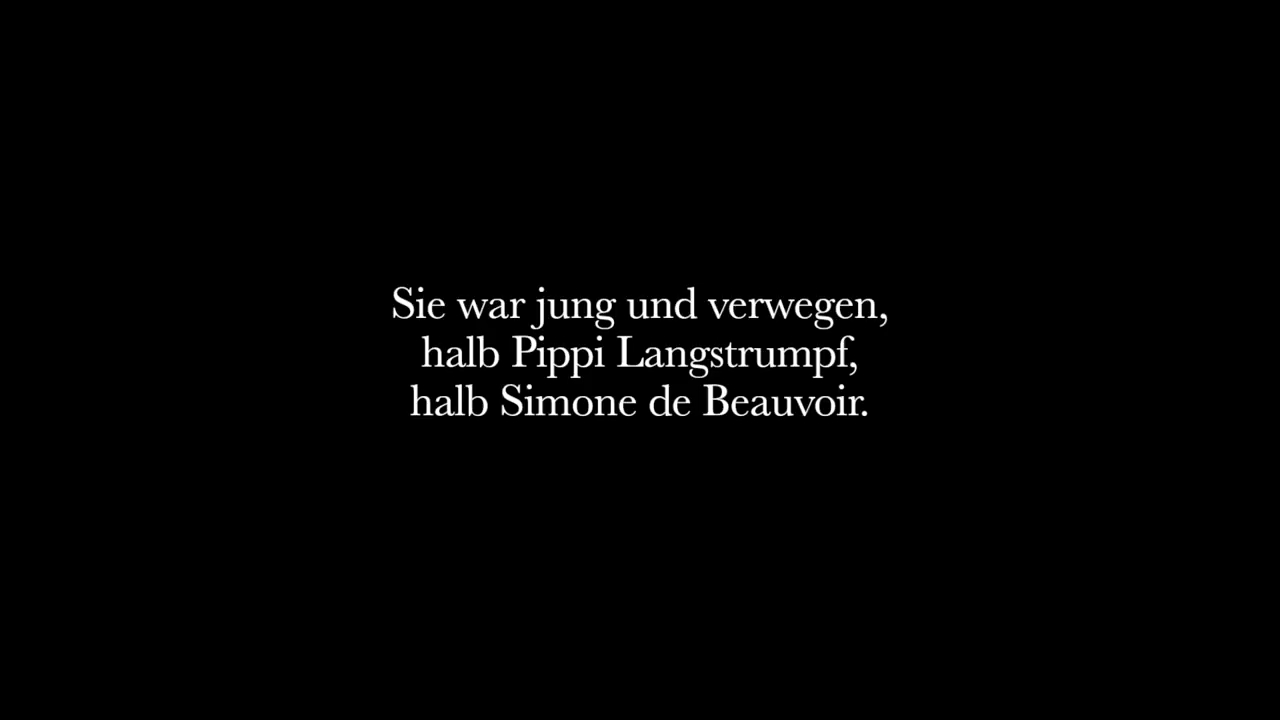 Sie war jung und verwegen,
halb Pippi Langstrumpf,
halb Simone de Beauvoir.